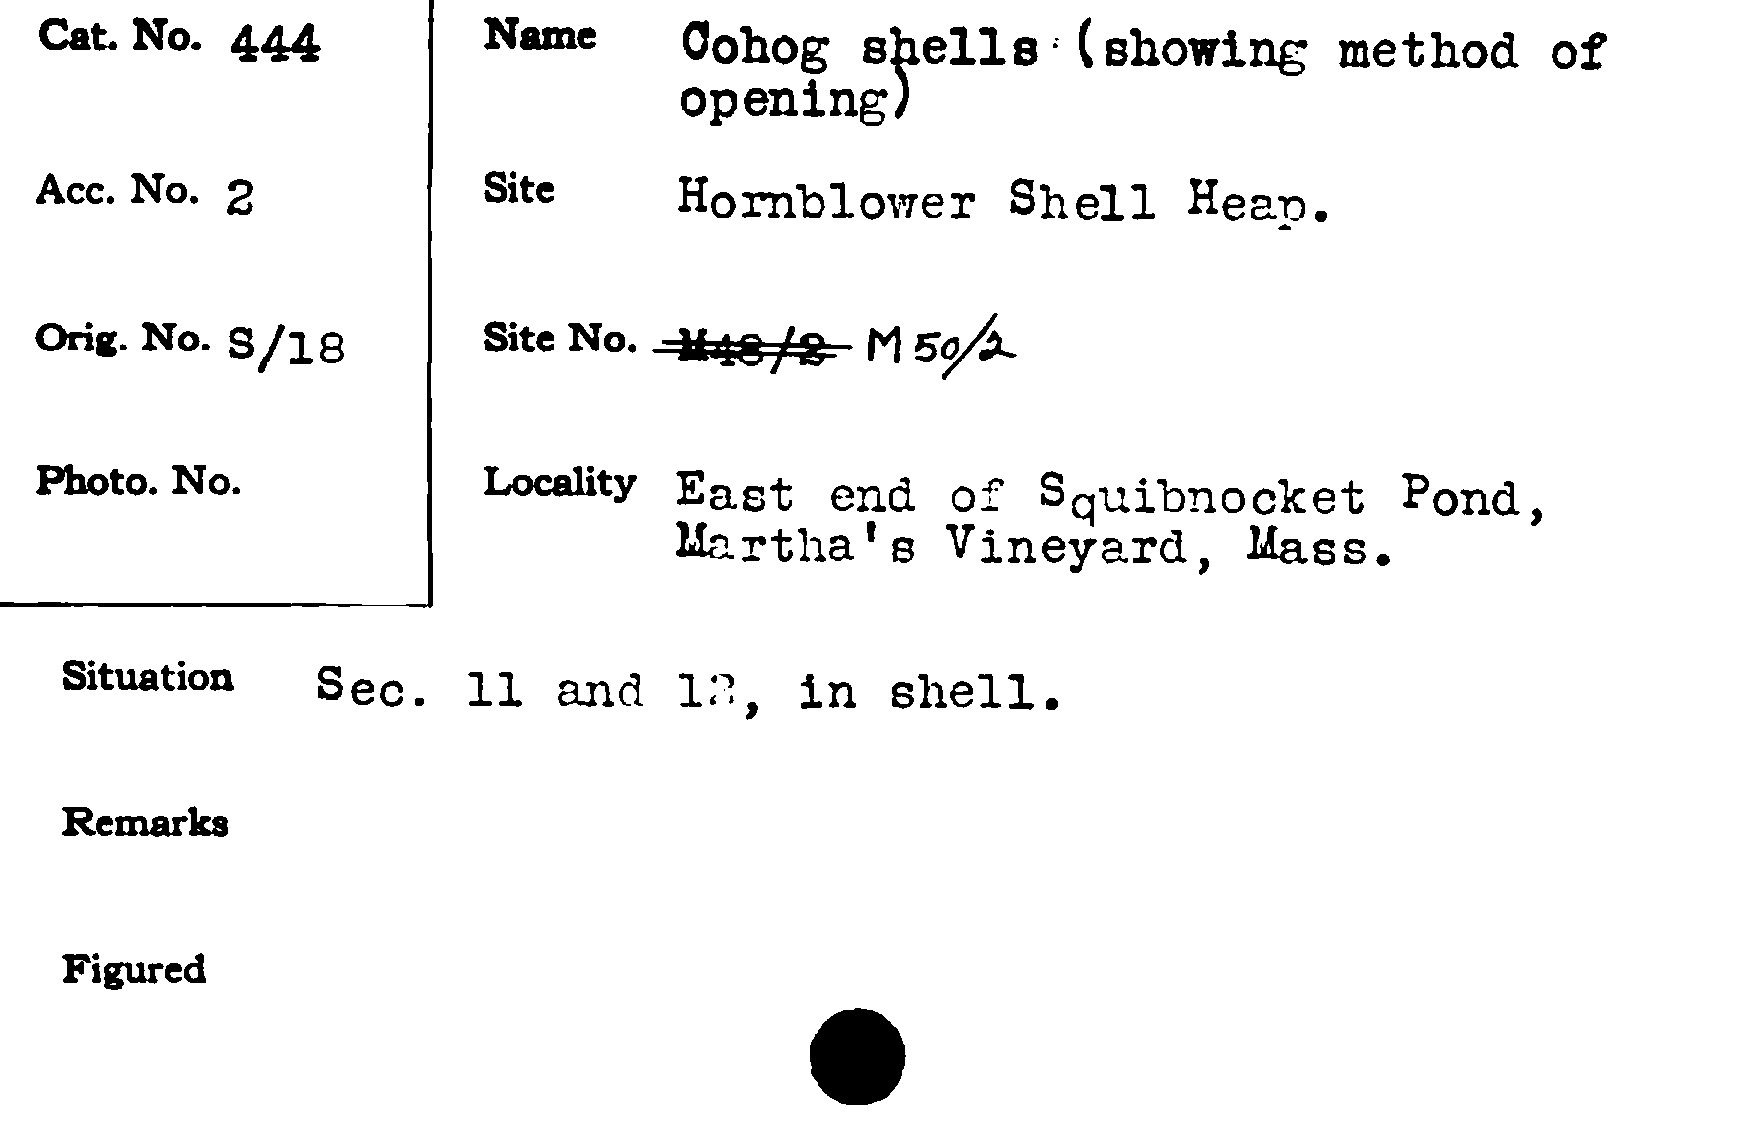 Cat. No. 444
Name Cohog shells (showing method of
opening)
Acc. No. 2
Site Hornblower Shell Heap.
Orig. No. S/18
Site No. M48/2 M50/2
Photo. No.
Locality East end of Squibnocket Pond,
Martha's Vineyard, Mass.
Situation Sec. 11 and , in shell.
Remarks
Figured